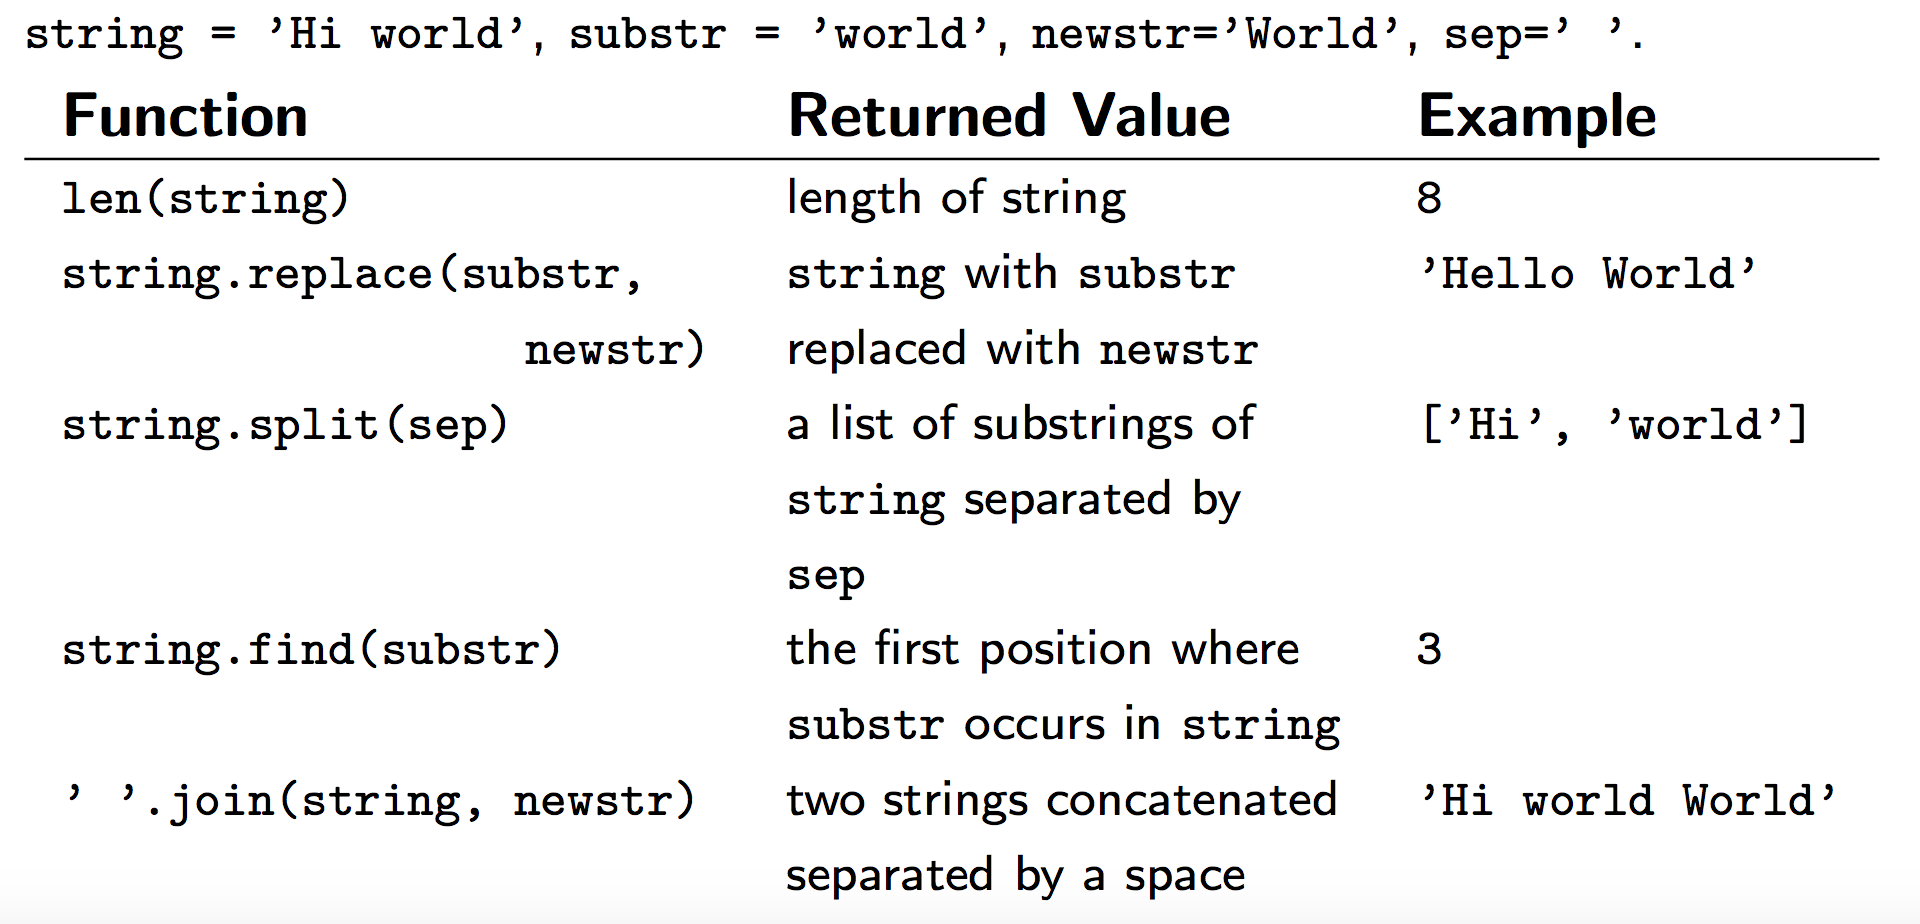 string = ’Hi world’, substr = ’world’, newstr=’World’, sep=’ ’.
Function Returned Value Example
len(string) length of string 8
string.replace(substr, string with substr ’Hello World’
newstr) replaced with newstr
string.split(sep) a list of substrings of [’Hi’, ’world’]
string separated by
sep
string.find(substr) the first position where 3
substr occurs in string
’ ’.join(string, newstr) two strings concatenated ’Hi world World’
separated by a space